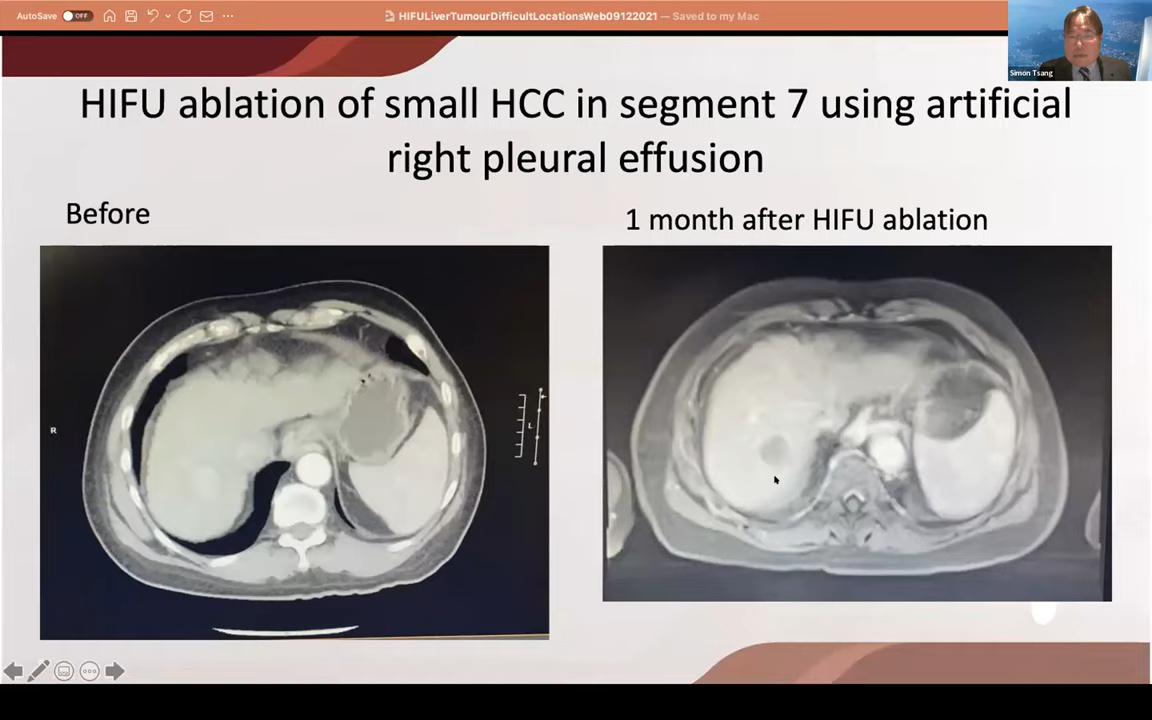 AutoSave OFF
HIFULiverTumourDifficultLocationsWeb09122021 — Saved to my Mac
Simon Tsang
HIFU ablation of small HCC in segment 7 using artificial
right pleural effusion
Before
1 month after HIFU ablation
R
L